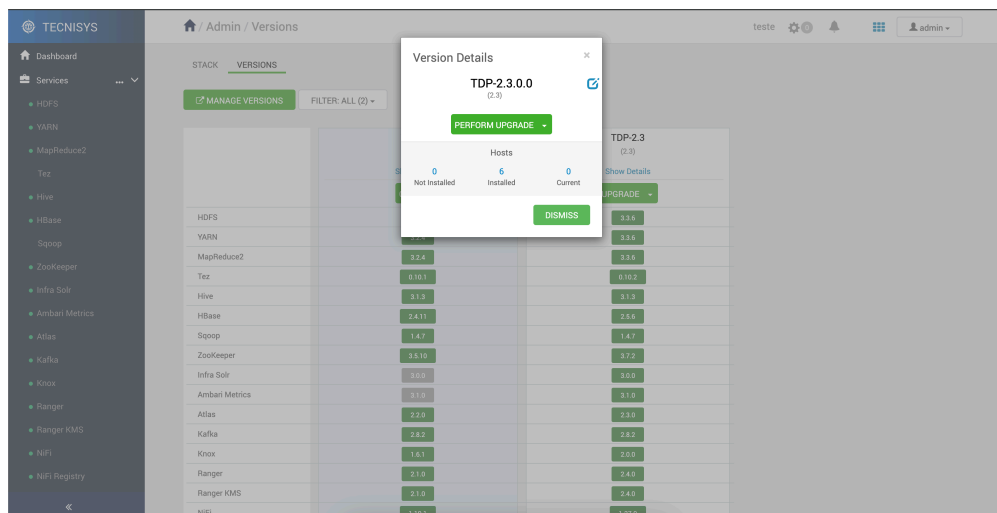 TECNISYS
/ Admin / Versions
teste
0
admin
Dashboard
Services
...
HDFS
YARN
MapReduce2
Tez
Hive
HBase
Sqoop
ZooKeeper
Infra Solr
Ambari Metrics
Atlas
Kafka
Knox
Ranger
Ranger KMS
NiFi
NiFi Registry
«
STACK VERSIONS
MANAGE VERSIONS FILTER: ALL (2)
Version Details ×
TDP-2.3.0.0
(2.3)
PERFORM UPGRADE
Hosts
0 6 0
Not Installed Installed Current
DISMISS
TDP-2.3
(2.3)
Show Details
UPGRADE
HDFS 3.3.6
YARN 3.2.4 3.3.6
MapReduce2 3.2.4 3.3.6
Tez 0.10.1 0.10.2
Hive 3.1.3 3.1.3
HBase 2.4.11 2.5.6
Sqoop 1.4.7 1.4.7
ZooKeeper 3.5.10 3.7.2
Infra Solr 3.0.0 3.0.0
Ambari Metrics 3.1.0 3.1.0
Atlas 2.2.0 2.3.0
Kafka 2.8.2 2.8.2
Knox 1.6.1 2.0.0
Ranger 2.1.0 2.4.0
Ranger KMS 2.1.0 2.4.0
NiFi